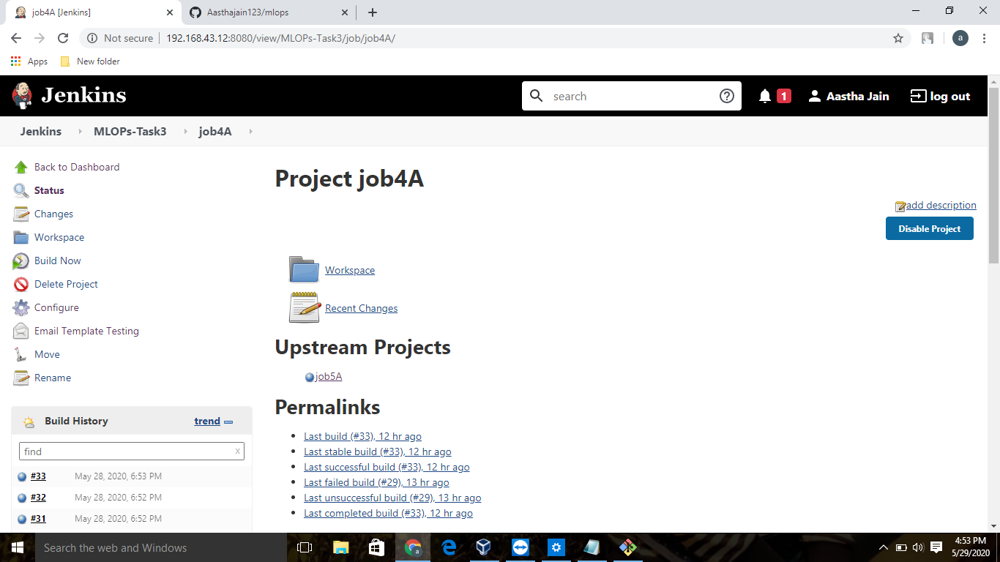 job4A [Jenkins]
Aasthajain123/mlops
Not secure
192.168.43.12:8080/view/MLOPs-Task3/job/job4A/
a
Apps
New folder
Jenkins
search
1
Aastha Jain
log out
Jenkins
MLOPs-Task3
job4A
Back to Dashboard
Status
Changes
Workspace
Build Now
Delete Project
Configure
Email Template Testing
Move
Rename
Build History
trend
find
x
#33 May 28, 2020, 6:53 PM
#32 May 28, 2020, 6:52 PM
#31 May 28, 2020, 6:52 PM
Project job4A
add description
Disable Project
Workspace
Recent Changes
Upstream Projects
job5A
Permalinks
Last build (#33), 12 hr ago
Last stable build (#33), 12 hr ago
Last successful build (#33), 12 hr ago
Last failed build (#29), 13 hr ago
Last unsuccessful build (#29), 13 hr ago
Last completed build (#33), 12 hr ago
Search the web and Windows
a
4:53 PM
5/29/2020